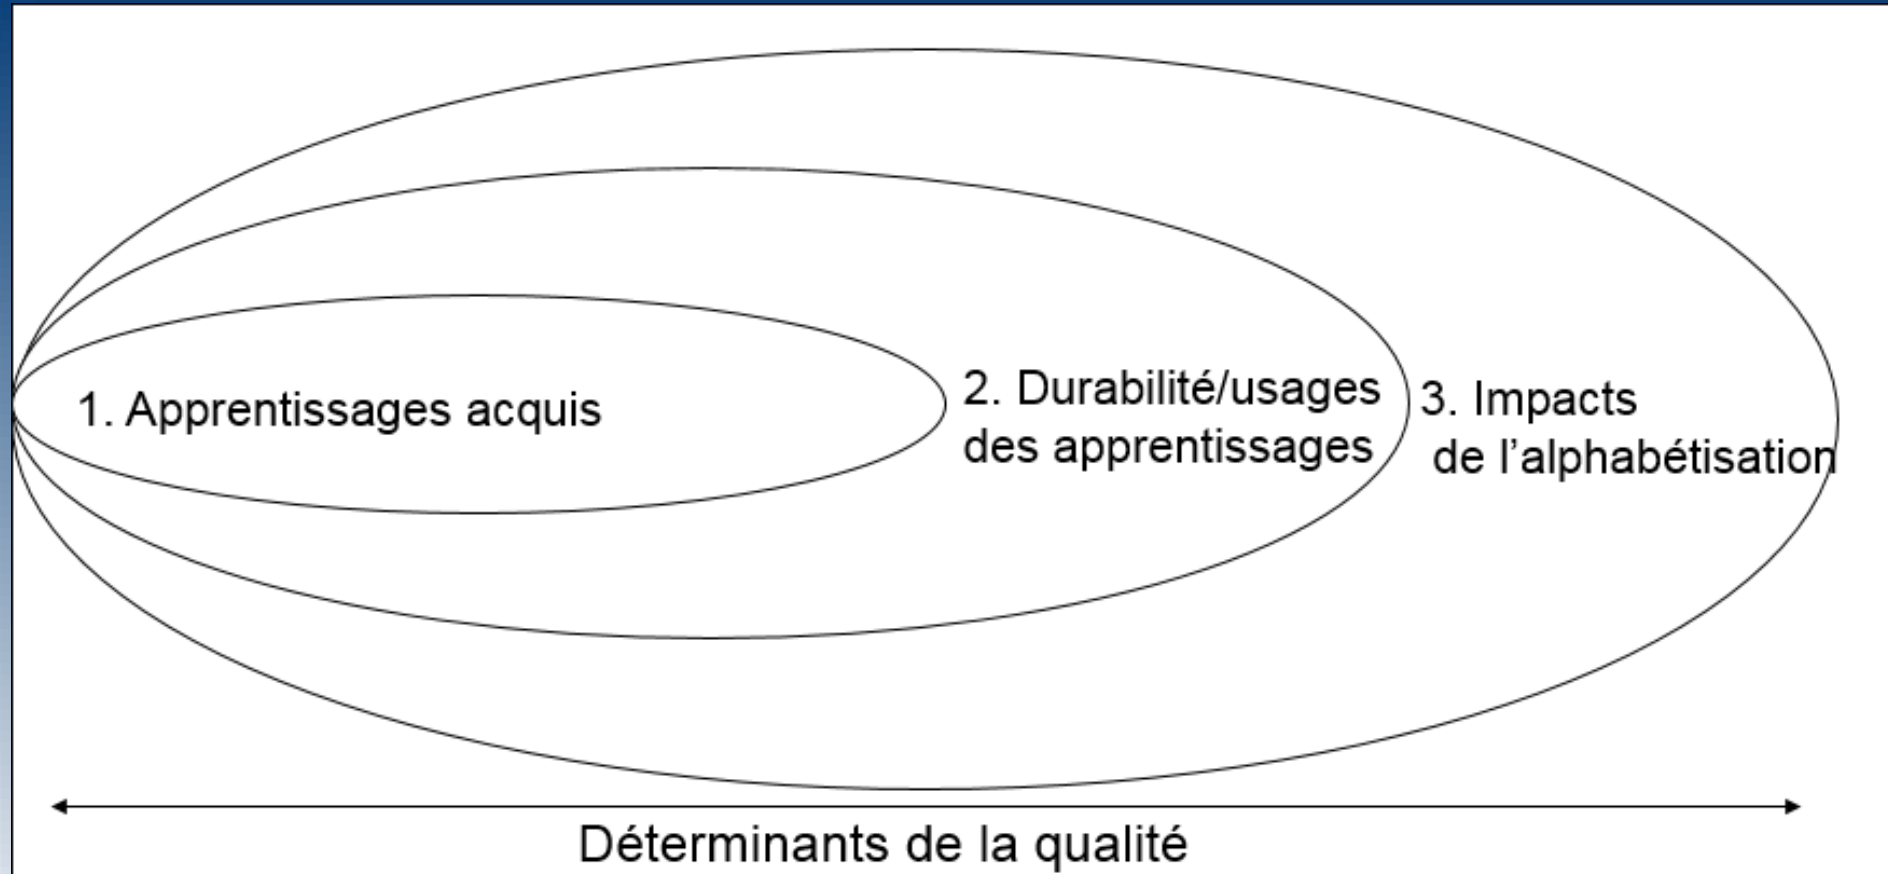 1. Apprentissages acquis
2. Durabilité/usages
des apprentissages
3. Impacts
de l’alphabétisation
Déterminants de la qualité